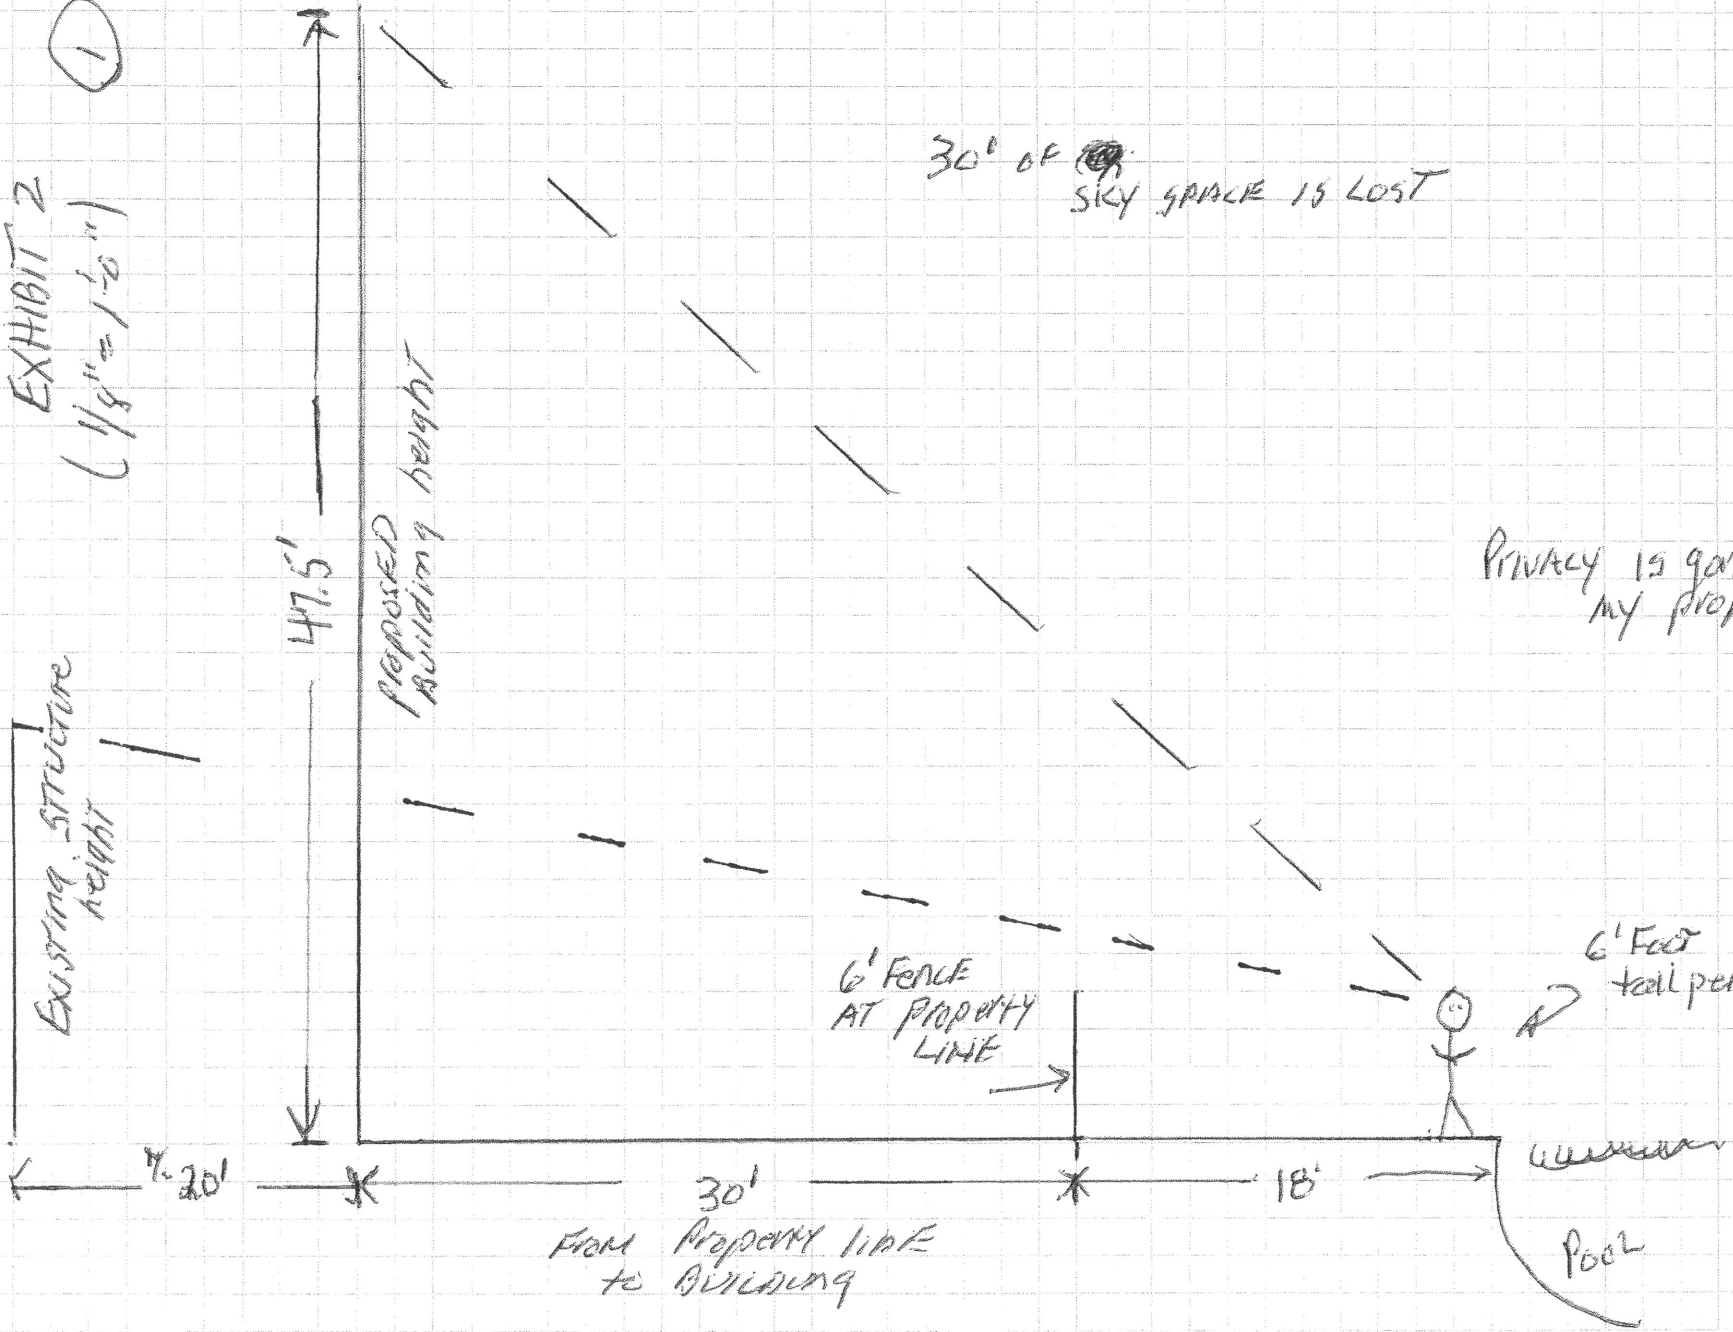 1
EXHIBIT 2
(1/8" = 1'-0")
30' OF
SKY SPACE IS LOST
47.5'
PROPOSED
Building height
Privacy is
my
Existing structure
height
6' Fence
AT Property
LINE
6' Foot
tall
20'
30'
18'
From Property line
to Building
Pool